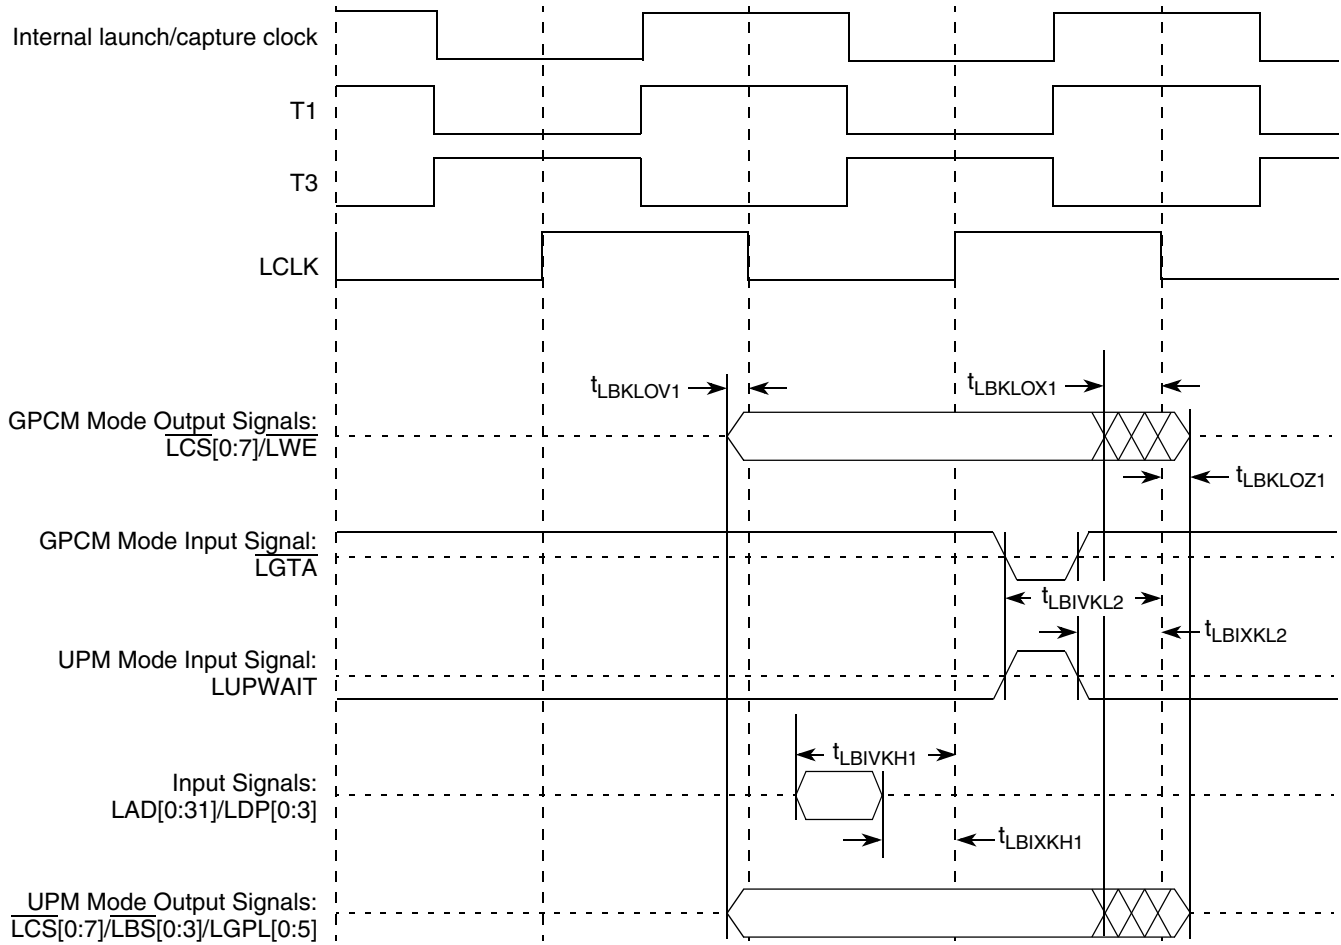 Internal launch/capture clock
T1
T3
LCLK
tLBKLOV1
tLBKLOX1
GPCM Mode Output Signals:
LCS[0:7]/LWE
tLBKLOZ1
GPCM Mode Input Signal:
LGTA
tLBIVKL2
tLBIXKL2
UPM Mode Input Signal:
LUPWAIT
tLBIVKH1
Input Signals:
LAD[0:31]/LDP[0:3]
tLBIXKH1
UPM Mode Output Signals:
LCS[0:7]/LBS[0:3]/LGPL[0:5]